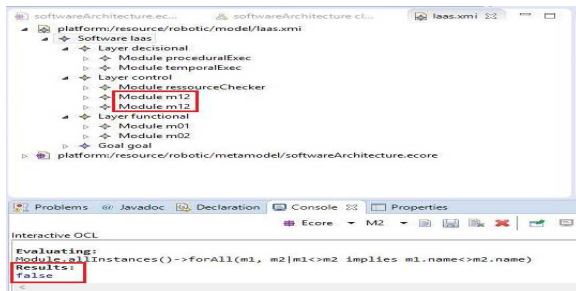 softwareArchitecture.ec... softwareArchitecture cl... laas.xmi
platform:/resource/robotic/model/laas.xmi
Software laas
Layer decisional
Module proceduralExec
Module temporalExec
Layer control
Module ressourceChecker
Module m12
Module m12
Layer functional
Module m01
Module m02
Goal goal
platform:/resource/robotic/metamodel/softwareArchitecture.ecore
Problems @ Javadoc Declaration Console Properties
Ecore M2
Interactive OCL
Evaluating:
Module.allInstances()->forAll(m1, m2|m1<>m2 implies m1.name<>m2.name)
Results:
false